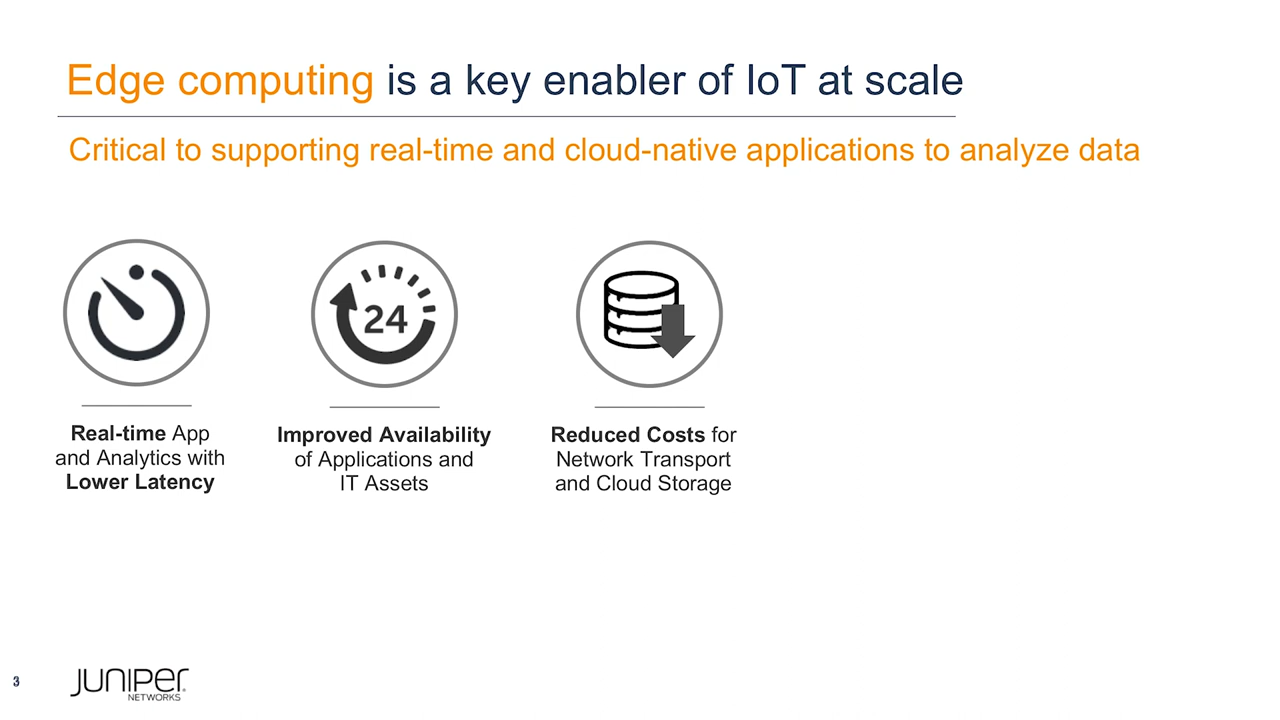 Edge computing is a key enabler of IoT at scale
Critical to supporting real-time and cloud-native applications to analyze data
24
Real-time App
and Analytics with
Lower Latency
Improved Availability
of Applications and
IT Assets
Reduced Costs for
Network Transport
and Cloud Storage
3
JUNIPER
NETWORKS